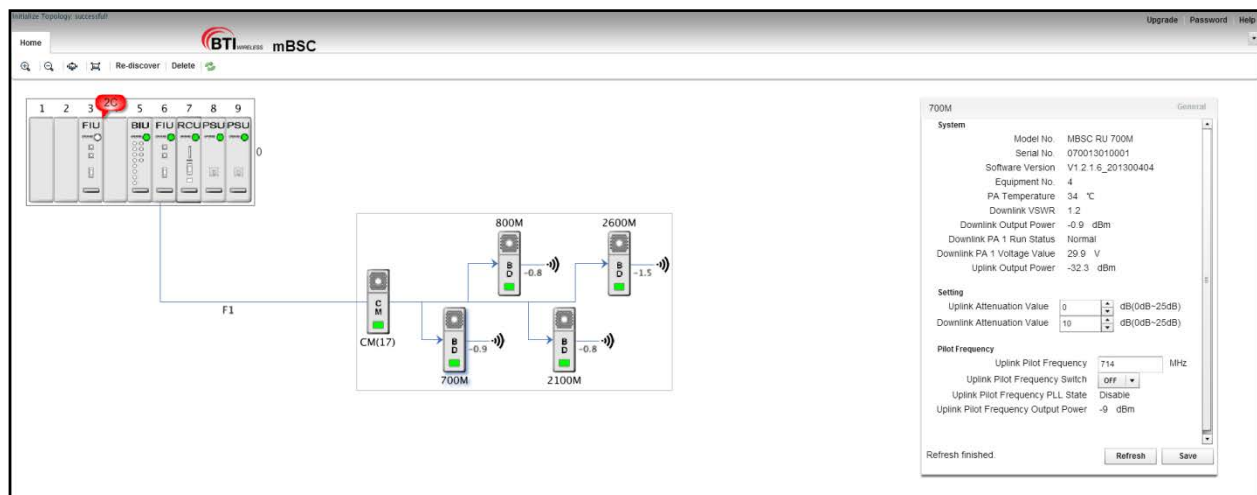 Initialize Topology: successful!
Upgrade Password Help
Home
BTI WIRELESS mBSC
Re-discover Delete
1 2 3 2C 5 6 7 8 9
FIU BIU FIU RCU PSU PSU
0
F1
CM
CM(17)
800M
BD
-0.8
2600M
BD
-1.5
BD
-0.9
700M
BD
-0.8
2100M
700M General
System
Model No. MBSC RU 700M
Serial No. 070013010001
Software Version V1.2.1.6_201300404
Equipment No. 4
PA Temperature 34 ℃
Downlink VSWR 1.2
Downlink Output Power -0.9 dBm
Downlink PA 1 Run Status Normal
Downlink PA 1 Voltage Value 29.9 V
Uplink Output Power -32.3 dBm
Setting
Uplink Attenuation Value 0 dB(0dB~25dB)
Downlink Attenuation Value 10 dB(0dB~25dB)
Pilot Frequency
Uplink Pilot Frequency 714 MHz
Uplink Pilot Frequency Switch OFF
Uplink Pilot Frequency PLL State Disable
Uplink Pilot Frequency Output Power -9 dBm
Refresh finished. Refresh Save